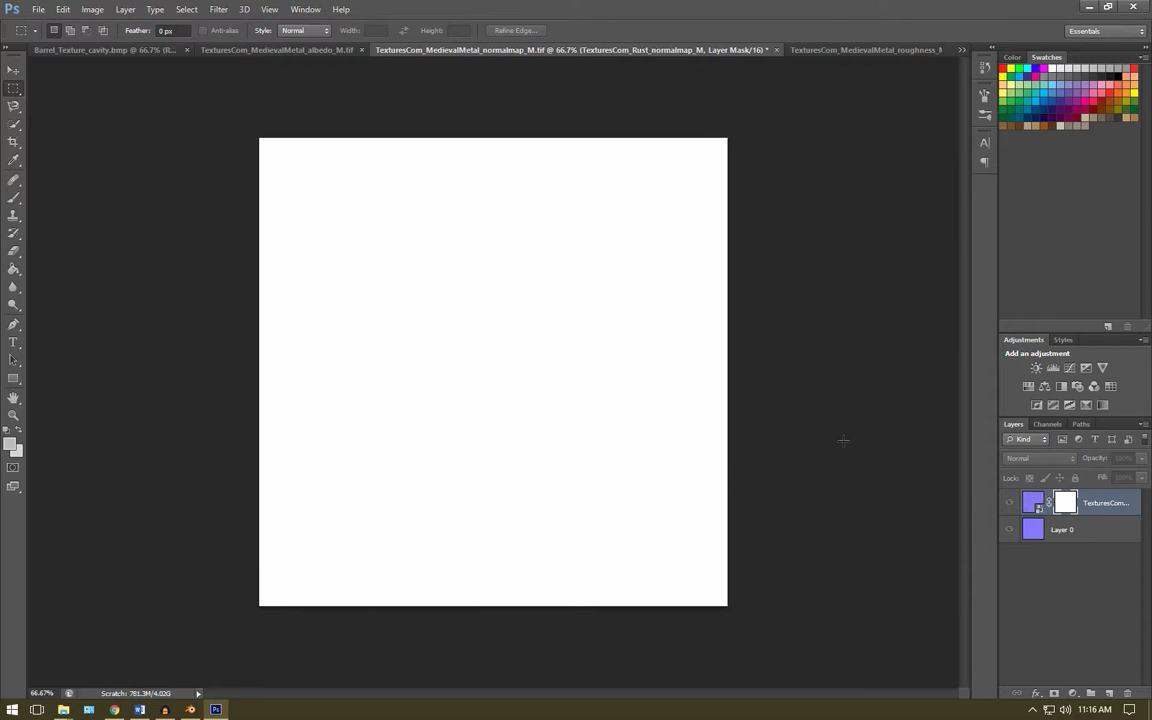 Ps File Edit Image Layer Type Select Filter 3D View Window Help
Feather: 0 px Anti-alias Style: Normal Width: Height: Refine Edge... Essentials
Barrel_Texture_cavity.bmp @ 66.7% (R... × TexturesCom_MedievalMetal_albedo_M.tif × TexturesCom_MedievalMetal_normalmap_M.tif @ 66.7% (TexturesCom_Rust_normalmap_M, Layer Mask/16) * × TexturesCom_MedievalMetal_roughness_M
Color Swatches
Adjustments Styles
Add an adjustment
Layers Channels Paths
Kind
Normal Opacity: 100%
Lock: Fill: 100%
TexturesCom...
Layer 0
66.67% Scratch: 781.3M/4.02G
11:16 AM